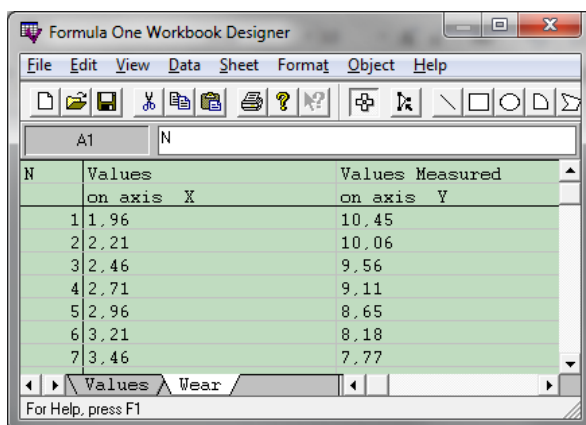 Formula One Workbook Designer
File Edit View Data Sheet Format Object Help
A1 N
N Values Values Measured
on axis X on axis Y
1 1,96 10,45
2 2,21 10,06
3 2,46 9,56
4 2,71 9,11
5 2,96 8,65
6 3,21 8,18
7 3,46 7,77
Values Wear
For Help, press F1